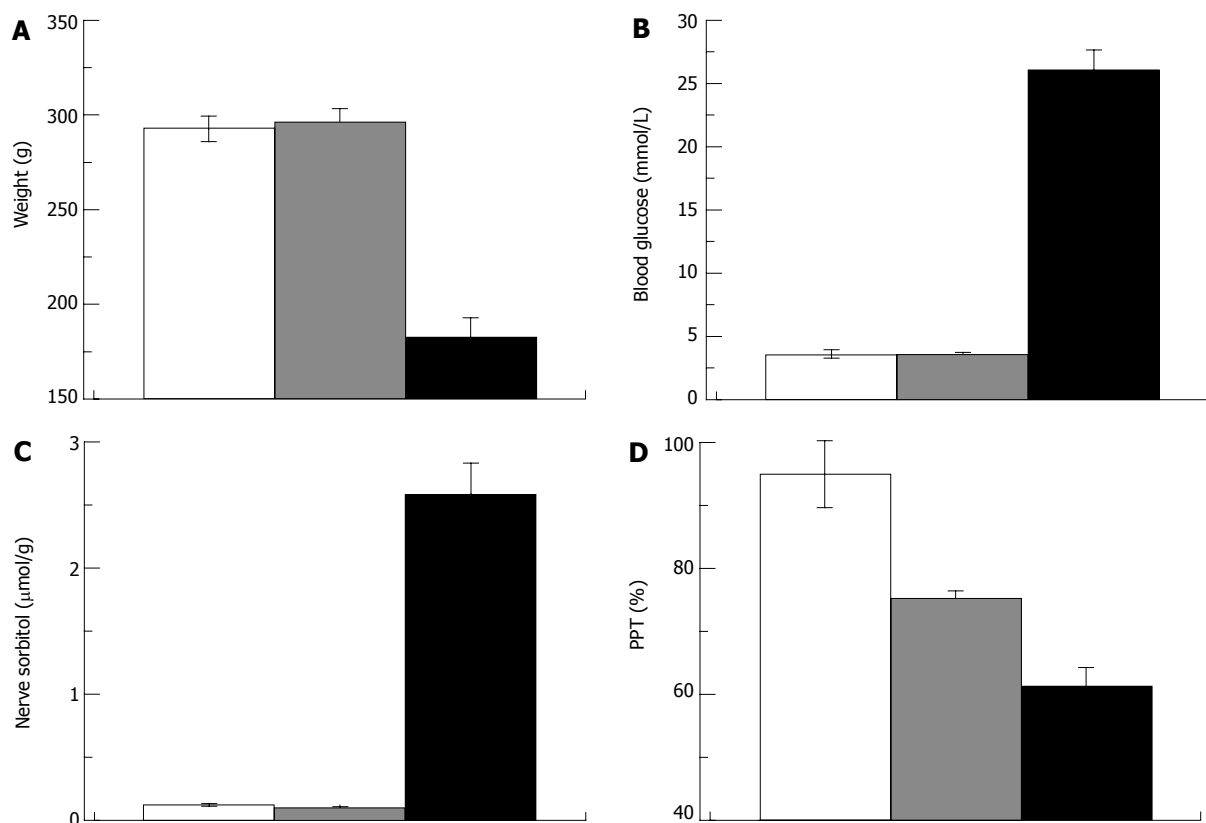 A
Weight (g)
350
300
250
200
150
B
Blood glucose (mmol/L)
30
25
20
15
10
5
0
C
Nerve sorbitol (μmol/g)
3
2
1
0
D
PPT (%)
100
80
60
40